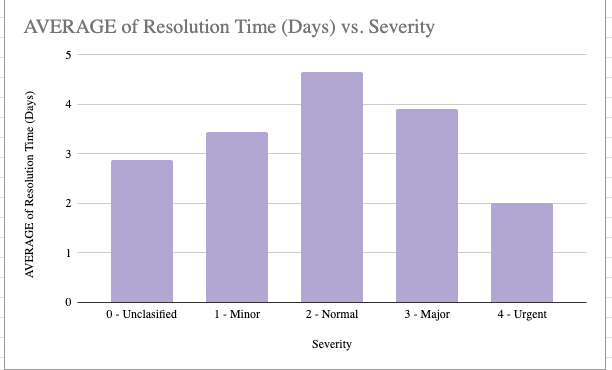 AVERAGE of Resolution Time (Days) vs. Severity
AVERAGE of Resolution Time (Days)
5
4
3
2
1
0
0 - Unclasified
1 - Minor
2 - Normal
3 - Major
4 - Urgent
Severity